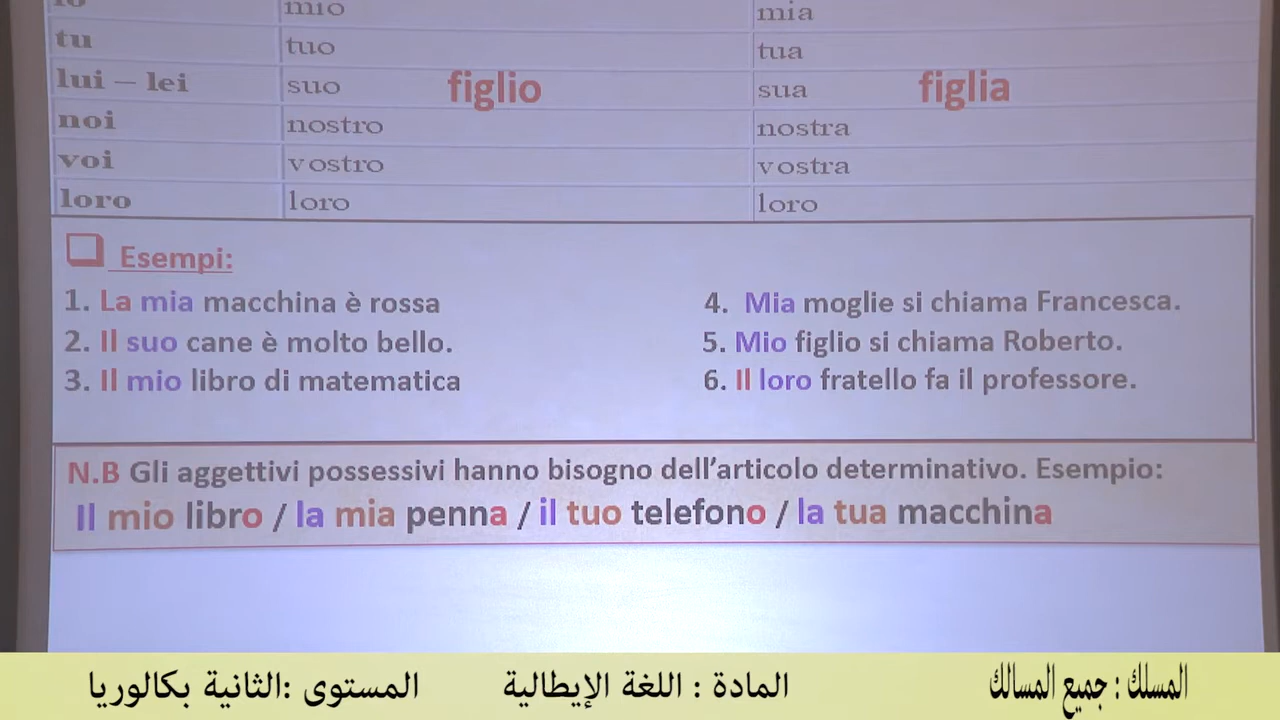 io mio mia
tu tuo tua
lui – lei suo figlio sua figlia
noi nostro nostra
voi vostro vostra
loro loro loro
Esempi:
1. La mia macchina è rossa
2. Il suo cane è molto bello.
3. Il mio libro di matematica
4. Mia moglie si chiama Francesca.
5. Mio figlio si chiama Roberto.
6. Il loro fratello fa il professore.
N.B Gli aggettivi possessivi hanno bisogno dell’articolo determinativo. Esempio:
Il mio libro / la mia penna / il tuo telefono / la tua macchina
المسلك : جميع المسالك المادة : اللغة الإيطالية المستوى :الثانية بكالوريا